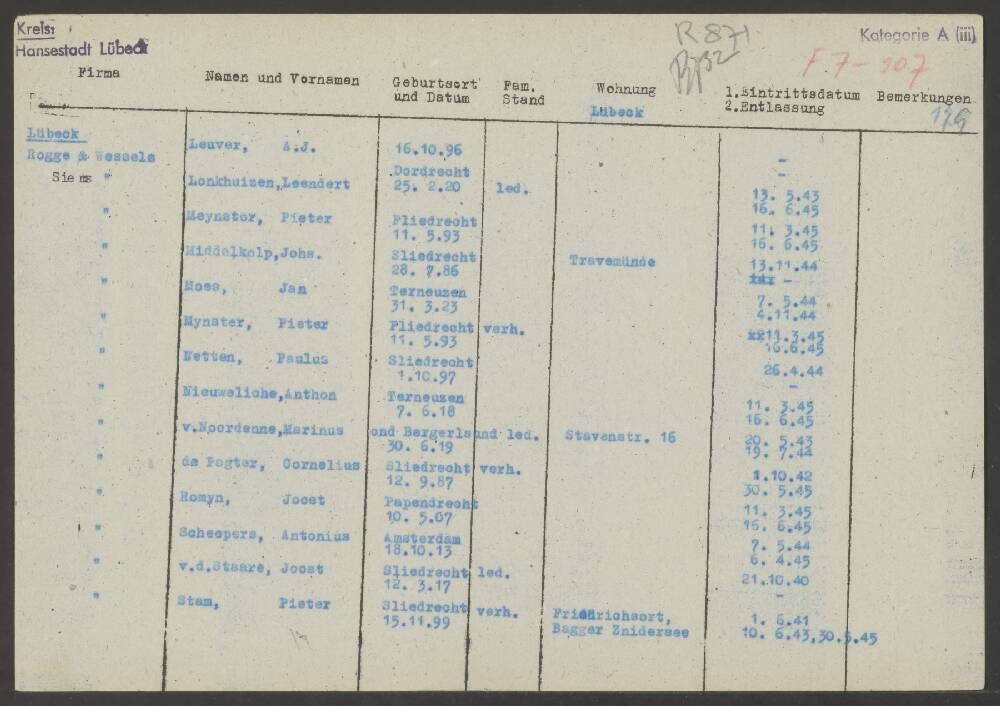 Kreis:
Hansestadt Lübeck
R 871
Kategorie A (iii)
F. 7 - 207
Firma
Namen und Vornamen
Geburtsort und Datum
Fam. Stand
Wohnung
Lübeck
1.Eintrittsdatum
2.Entlassung
Bemerkungen
Lübeck
Rogge & Wessels
Siems "
Leuver, A.J. 16.10.96 -
Dordrecht -
Lonkhuizen,Leendert 25. 2.20 led. 13. 5.43
16. 6.45
" Meynster, Pieter Pliedrecht 11. 3.45
11. 5.93 16. 6.45
" Middelkolp,Johs. Sliedrecht Travemünde 13.11.44
28. 7.86 -
" Moes, Jan Terneuzen 7. 5.44
31. 3.23 4.11.44
" Mynster, Pieter Pliedrecht verh. 11.3.45
11. 5.93 16.6.45
" Netten, Paulus Sliedrecht 26.4.44
1.10.97 -
" Nieuweliche,Anthon Terneuzen 11. 3.45
7. 6.18 16. 6.45
" v.Noordenne,Marinus ond Bergerland led. Stavenstr. 16 20. 5.43
30. 6.19 19. 7.44
" de Pagter, Cornelius Sliedrecht verh. 1.10.42
12. 9.87 30. 5.45
" Romyn, Joost Papendrecht 11. 3.45
10. 5.07 16. 6.45
" Scheepers, Antonius Amsterdam 7. 5.44
18.10.13 6. 4.45
" v.d.Staare, Joost Sliedrecht led. 21.10.40
12. 3.17 -
" Stam, Pieter Sliedrecht verh. Friedrichsort, 1. 6.41
15.11.99 Bagger Znidersee 10. 6.43,30.5.45